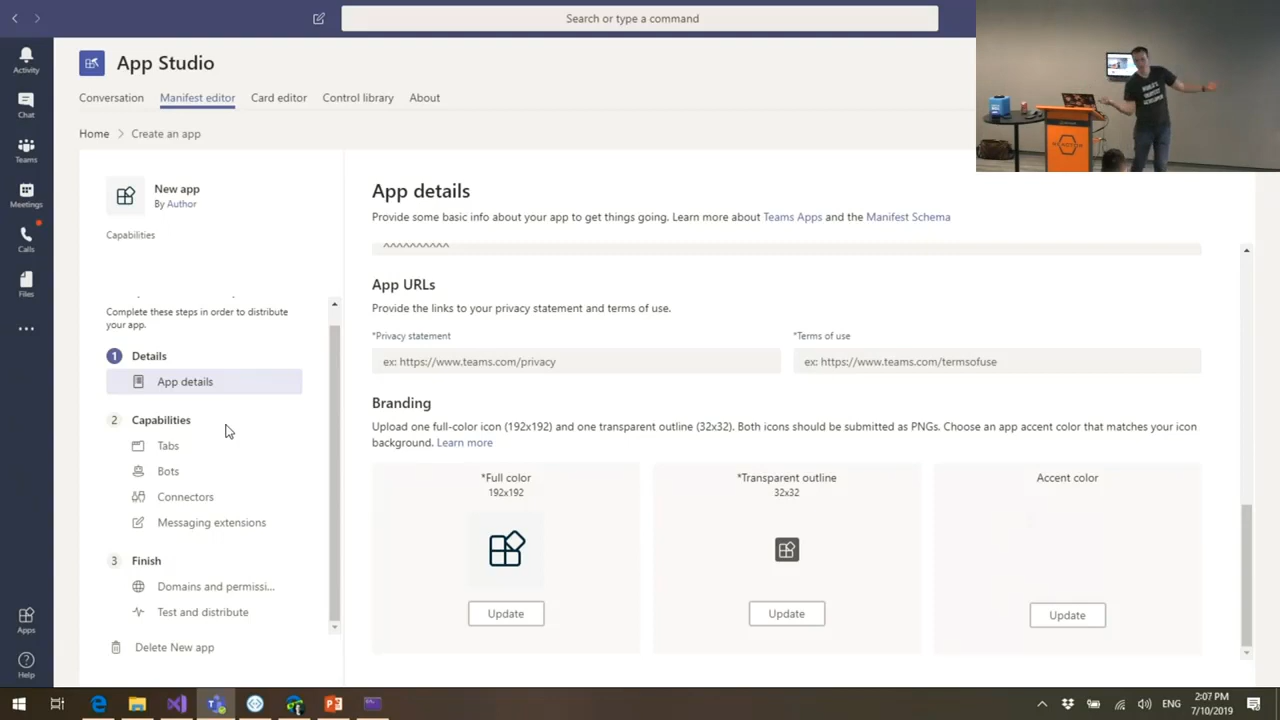 Search or type a command
App Studio
Conversation Manifest editor Card editor Control library About
Home > Create an app
Activity
Chat
Teams
Meetings
Calls
Files
Apps
Help
New app
By Author
Capabilities
Complete these steps in order to distribute
your app.
1 Details
App details
2 Capabilities
Tabs
Bots
Connectors
Messaging extensions
3 Finish
Domains and permissi...
Test and distribute
Delete New app
App details
Provide some basic info about your app to get things going. Learn more about Teams Apps and the Manifest Schema
App URLs
Provide the links to your privacy statement and terms of use.
*Privacy statement
ex: https://www.teams.com/privacy
*Terms of use
ex: https://www.teams.com/termsofuse
Branding
Upload one full-color icon (192x192) and one transparent outline (32x32). Both icons should be submitted as PNGs. Choose an app accent color that matches your icon
background. Learn more
*Full color
192x192
Update
*Transparent outline
32x32
Update
Accent color
Update
REACTOR
ENG
2:07 PM
7/10/2019